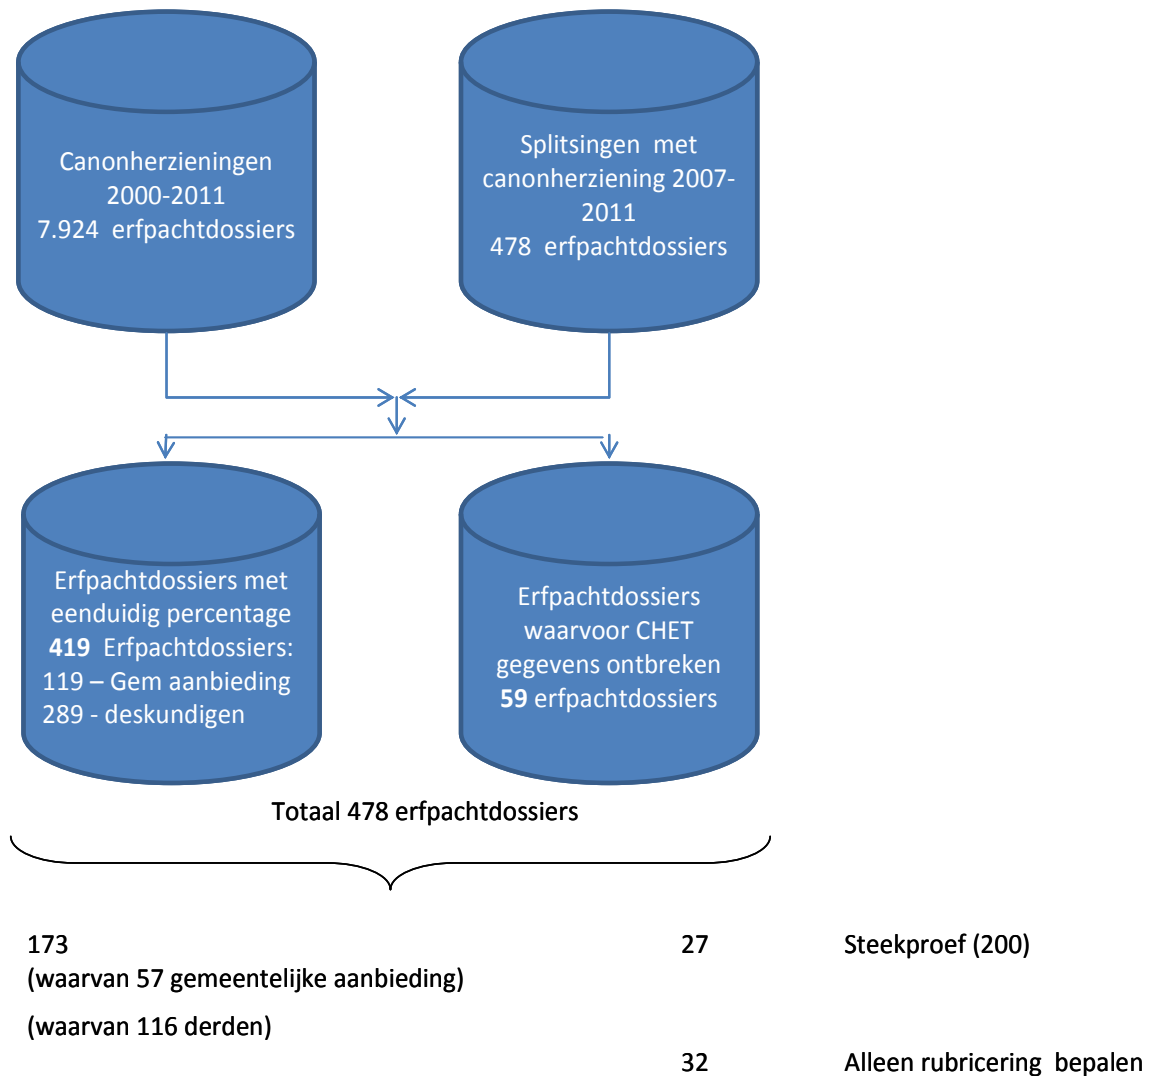 Canonherzieningen
2000-2011
7.924 erfpachtdossiers
Splitsingen met
canonherziening 2007-
2011
478 erfpachtdossiers
Erfpachtdossiers met
eenduidig percentage
419 Erfpachtdossiers:
119 – Gem aanbieding
289 - deskundigen
Erfpachtdossiers
waarvoor CHET
gegevens ontbreken
59 erfpachtdossiers
Totaal 478 erfpachtdossiers
173 27 Steekproef (200)
(waarvan 57 gemeentelijke aanbieding)
(waarvan 116 derden)
32 Alleen rubricering bepalen